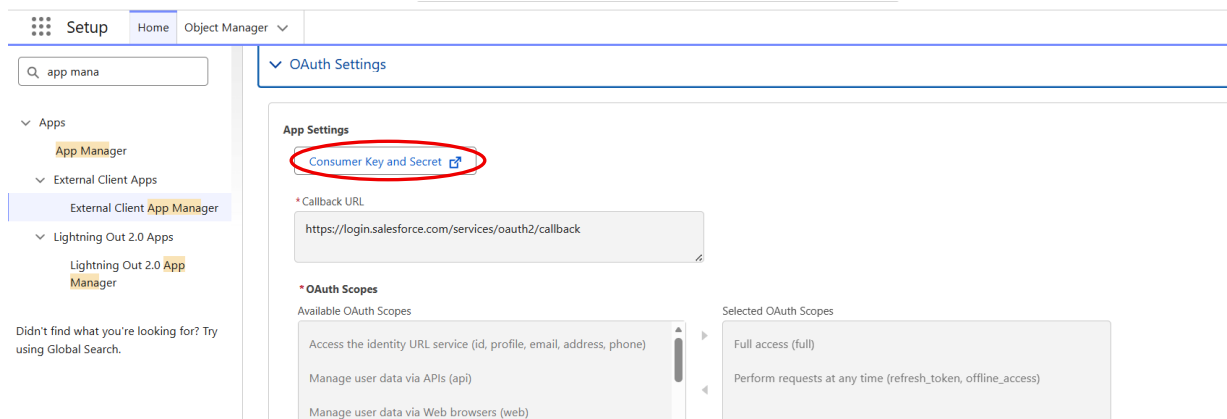 Setup
Home
Object Manager
app mana
Apps
App Manager
External Client Apps
External Client App Manager
Lightning Out 2.0 Apps
Lightning Out 2.0 App
Manager
Didn't find what you're looking for? Try
using Global Search.
OAuth Settings
App Settings
Consumer Key and Secret
*Callback URL
https://login.salesforce.com/services/oauth2/callback
*OAuth Scopes
Available OAuth Scopes
Access the identity URL service (id, profile, email, address, phone)
Manage user data via APIs (api)
Manage user data via Web browsers (web)
Selected OAuth Scopes
Full access (full)
Perform requests at any time (refresh_token, offline_access)